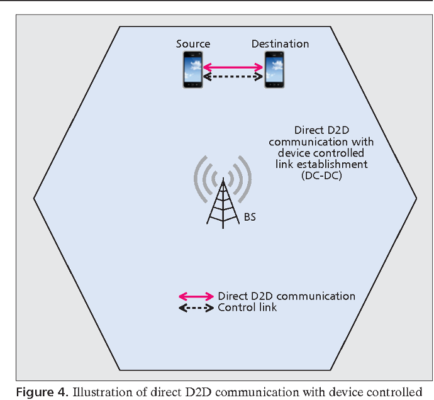 Source
Destination
Direct D2D
communication with
device controlled
link establishment
(DC-DC)
BS
Direct D2D communication
Control link
Figure 4. Illustration of direct D2D communication with device controlled